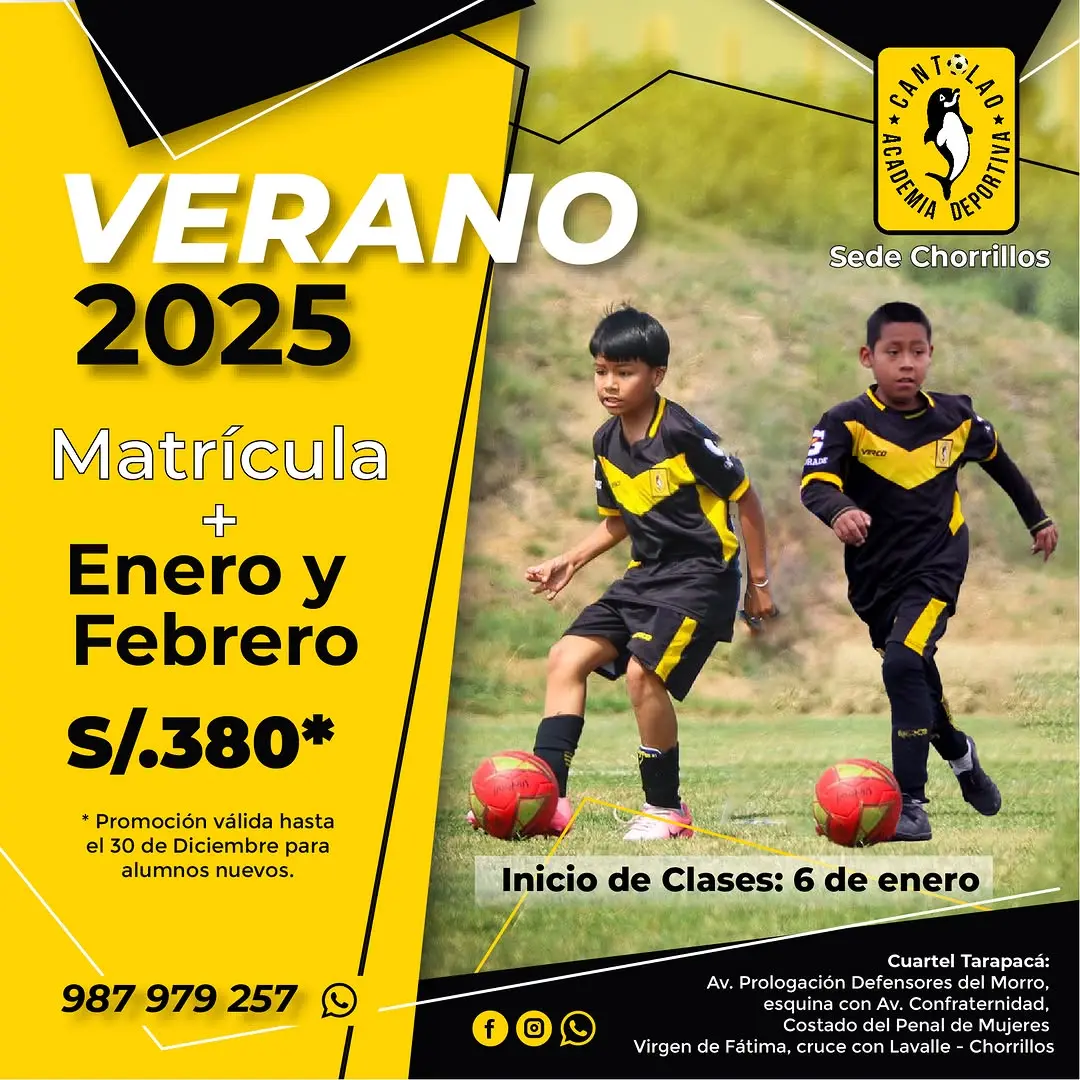 CANTOLAO
ACADEMIA DEPORTIVA
Sede Chorrillos
VERANO
2025
Matrícula
+
Enero y
Febrero
S/.380*
* Promoción válida hasta
el 30 de Diciembre para
alumnos nuevos.
987 979 257
VIRCO
Inicio de Clases: 6 de enero
Cuartel Tarapacá:
Av. Prologación Defensores del Morro,
esquina con Av. Confraternidad,
Costado del Penal de Mujeres
Virgen de Fátima, cruce con Lavalle - Chorrillos